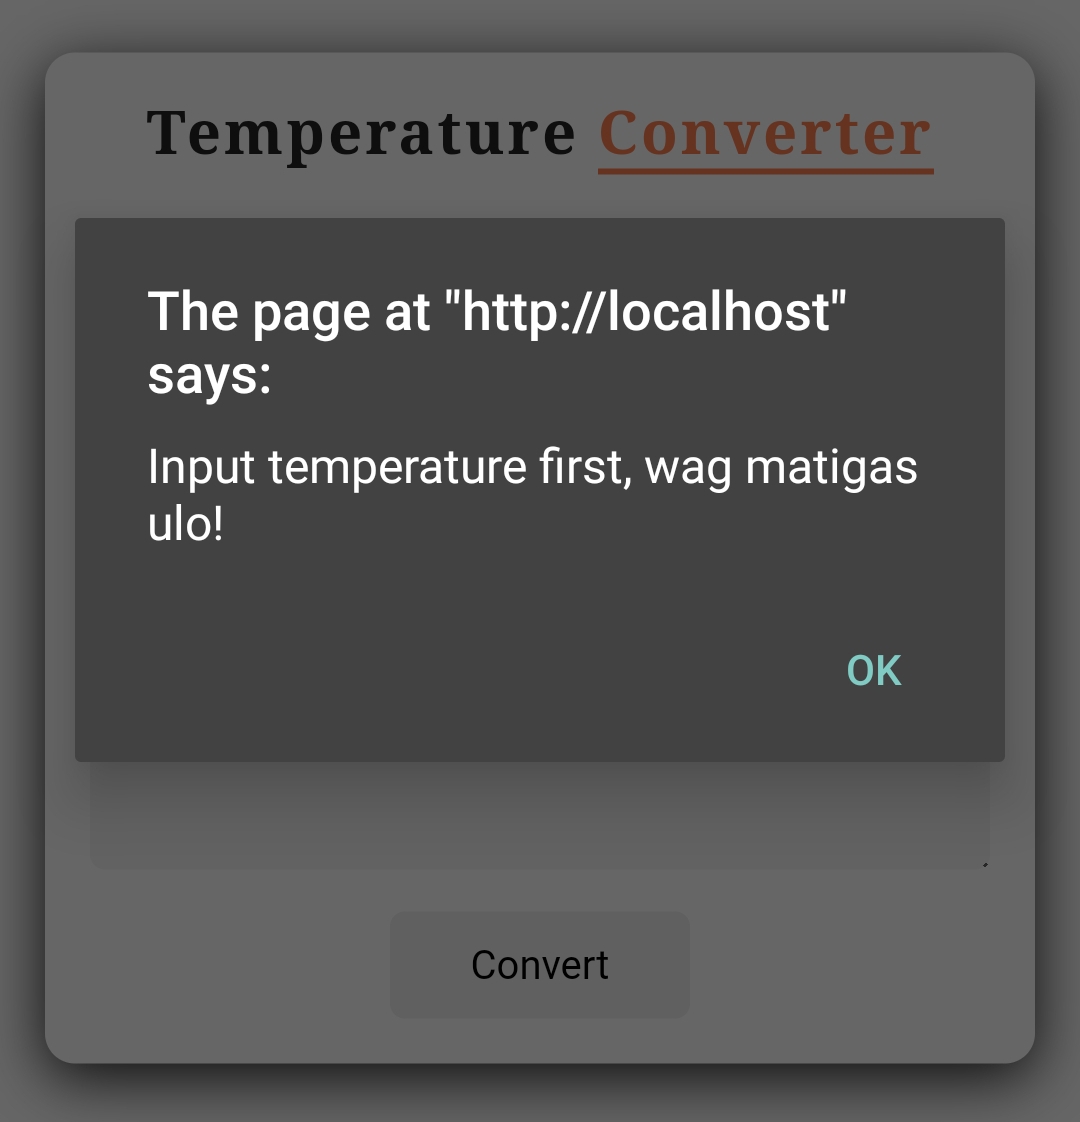 Temperature Converter
The page at "http://localhost"
says:
Input temperature first, wag matigas
ulo!
OK
Convert